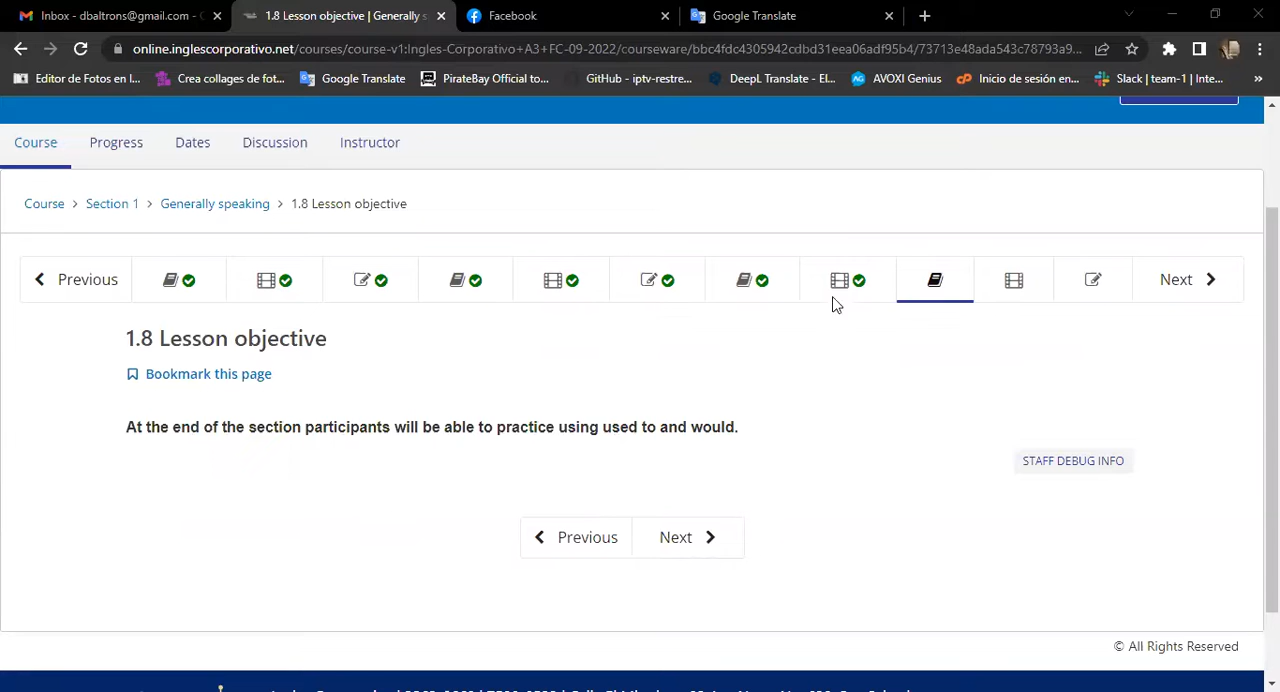 Inbox - dbaltrons@gmail.com -
1.8 Lesson objective | Generally s
Facebook
Google Translate
online.inglescorporativo.net/courses/course-v1:Ingles-Corporativo+A3+FC-09-2022/courseware/bbc4fdc4305942cdbd31eea06adf95b4/73713e48ada543c78793a9...
Editor de Fotos en l...
Crea collages de fot...
Google Translate
PirateBay Official to...
GitHub - iptv-restre...
DeepL Translate - El...
AVOXI Genius
Inicio de sesión en...
Slack | team-1 | Inte...
»
Course
Progress
Dates
Discussion
Instructor
Course > Section 1 > Generally speaking > 1.8 Lesson objective
Previous
Next
1.8 Lesson objective
Bookmark this page
At the end of the section participants will be able to practice using used to and would.
STAFF DEBUG INFO
Previous
Next
© All Rights Reserved